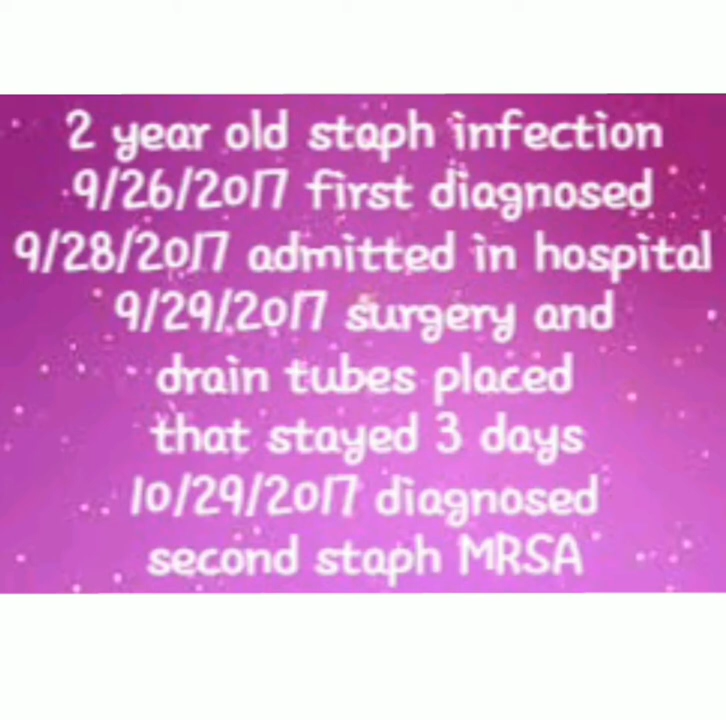 2 year old staph infection
9/26/2017 first diagnosed
9/28/2017 admitted in hospital
9/29/2017 surgery and
drain tubes placed
that stayed 3 days
10/29/2017 diagnosed
second staph MRSA